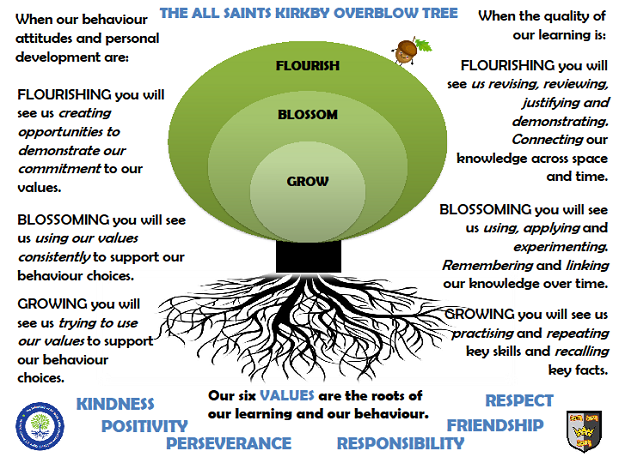 THE ALL SAINTS KIRKBY OVERBLOW TREE
When our behaviour
attitudes and personal
development are:
FLOURISHING you will
see us creating
opportunities to
demonstrate our
commitment to our
values.
BLOSSOMING you will see
us using our values
consistently to support our
behaviour choices.
GROWING you will
see us trying to use
our values to support
our behaviour
choices.
FLOURISH
BLOSSOM
GROW
When the quality of
our learning is:
FLOURISHING you will
see us revising, reviewing,
justifying and
demonstrating.
Connecting our
knowledge across space
and time.
BLOSSOMING you will see
us using, applying and
experimenting.
Remembering and linking
our knowledge over time.
GROWING you will see us
practising and repeating
key skills and recalling
key facts.
Our six VALUES are the roots of
our learning and our behaviour.
KINDNESS
POSITIVITY
PERSEVERANCE
RESPONSIBILITY
FRIENDSHIP
RESPECT